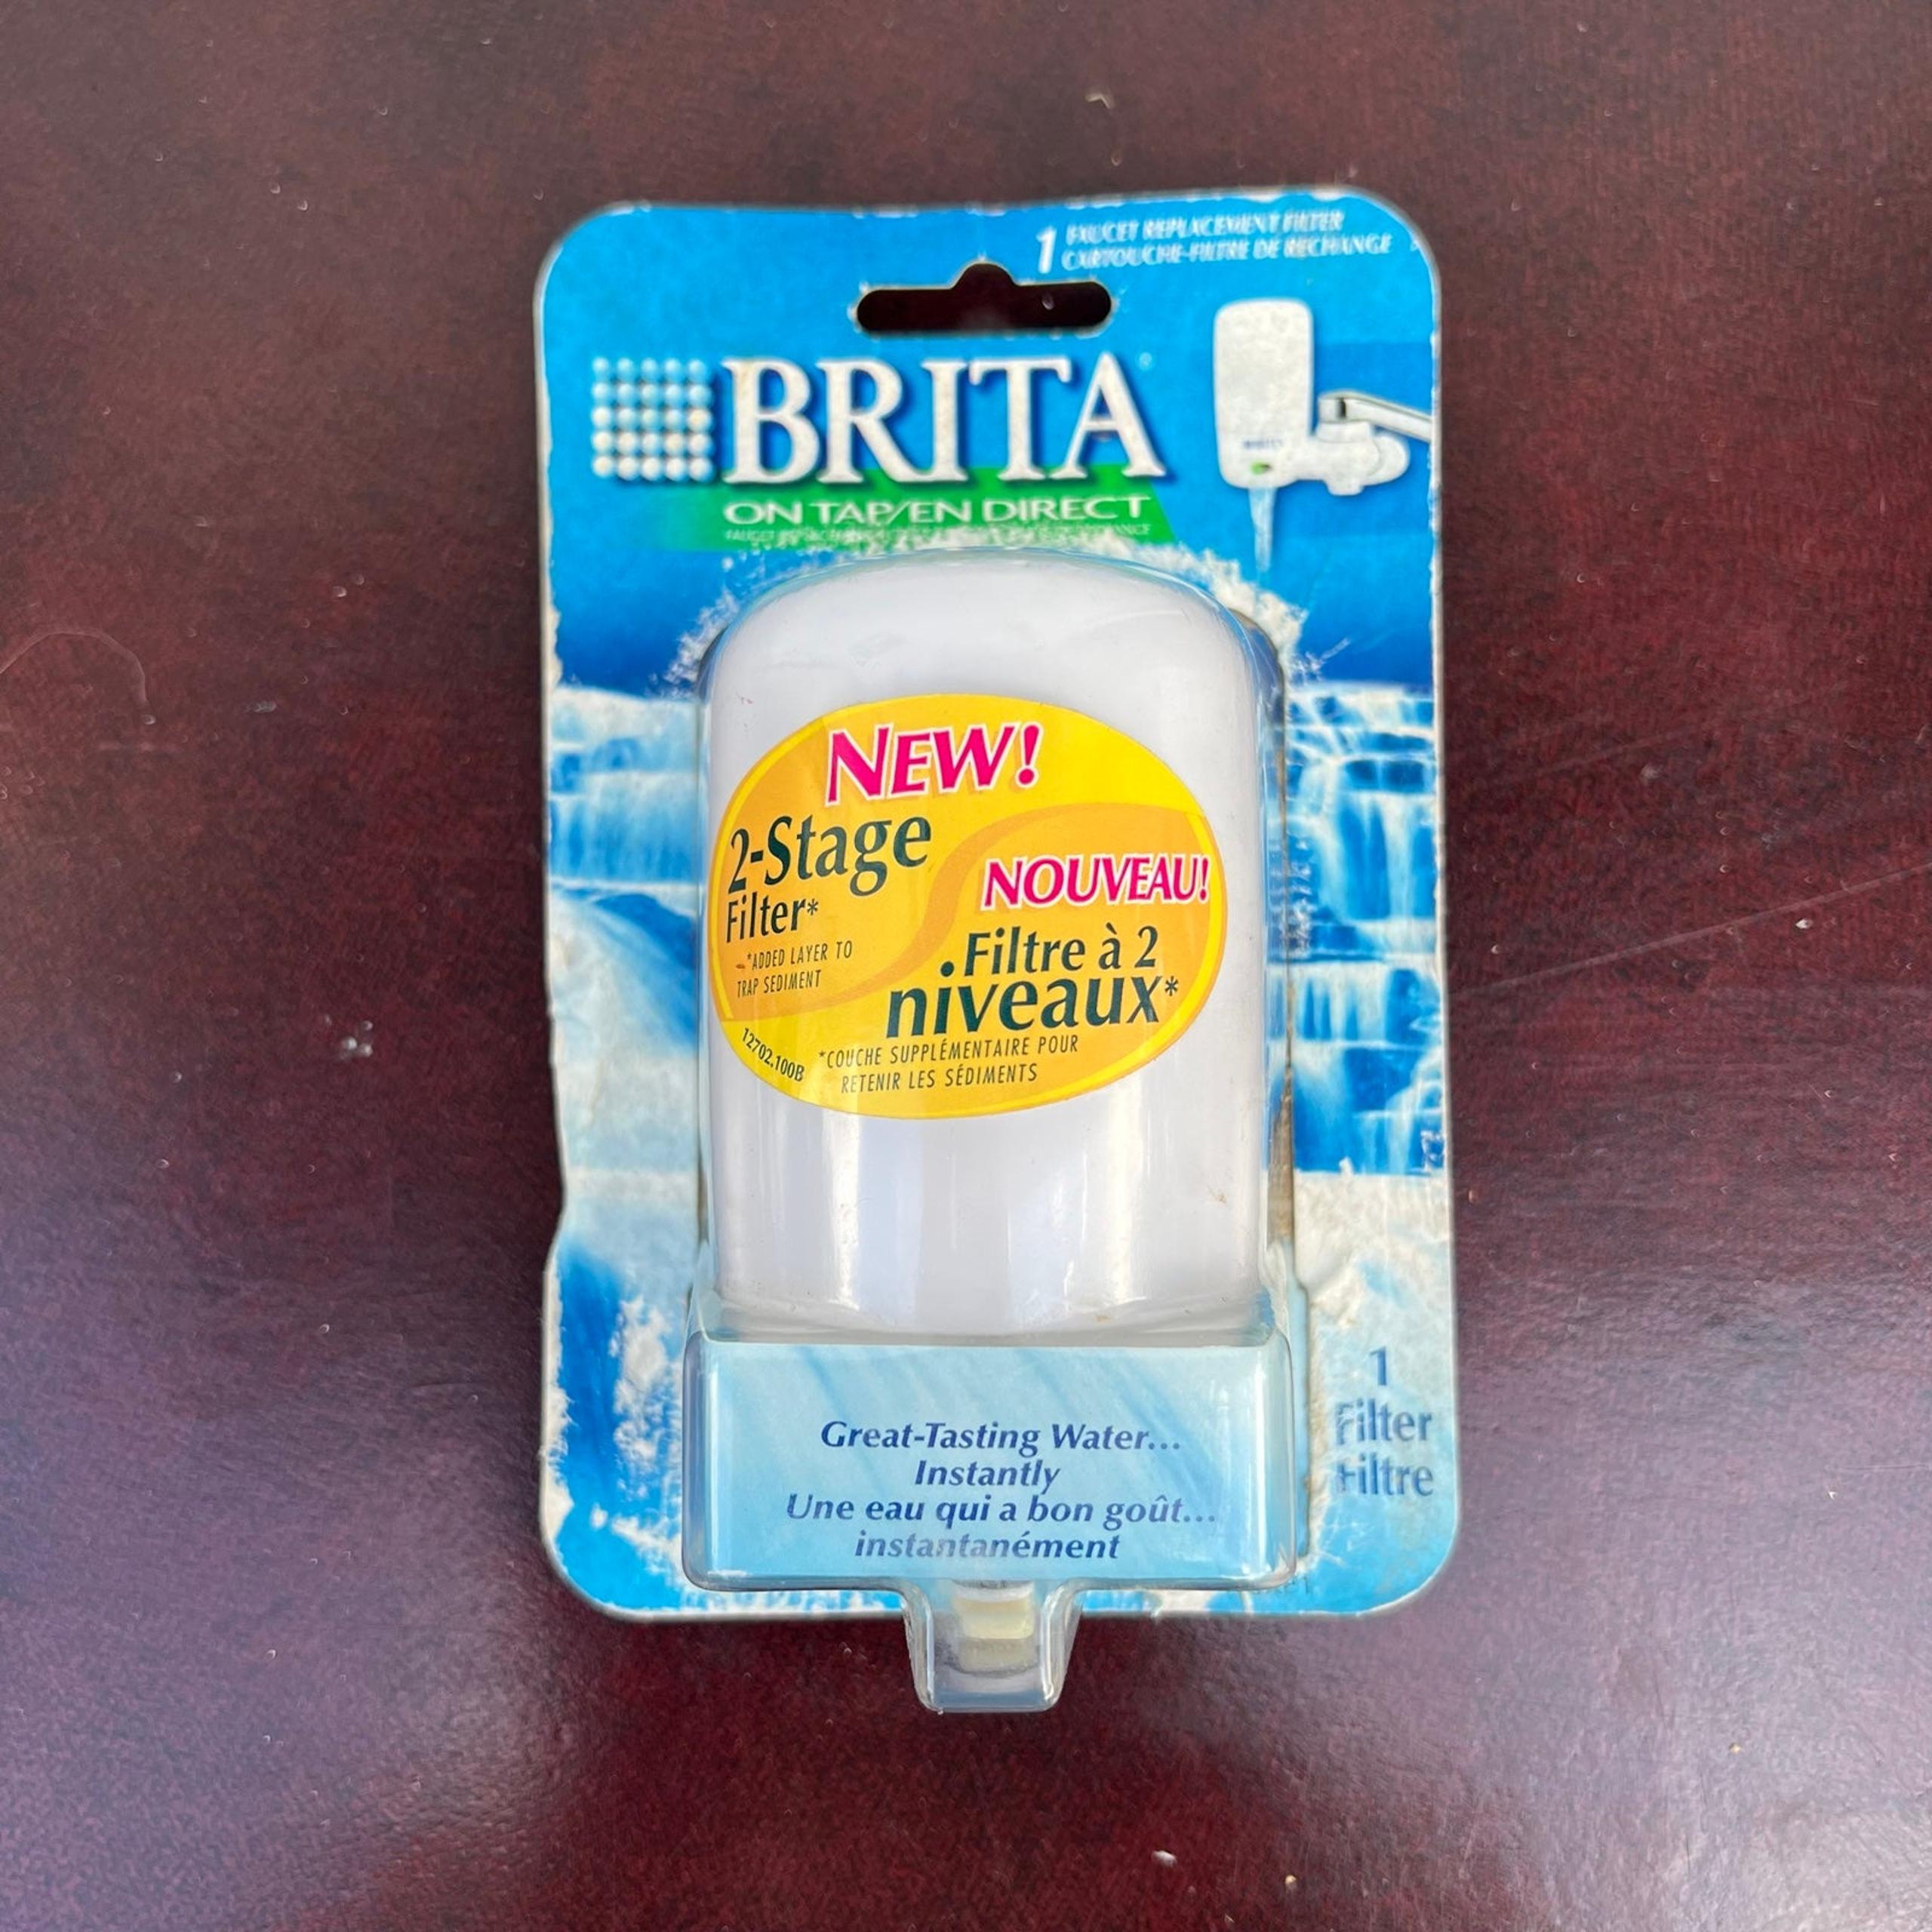 1 FAUCET REPLACEMENT FILTER
CARTOUCHE-FILTRE DE RECHANGE
BRITA
ON TAP/EN DIRECT
NEW!
2-Stage
Filter*
*ADDED LAYER TO
TRAP SEDIMENT
NOUVEAU!
Filtre à 2
niveaux*
*COUCHE SUPPLÉMENTAIRE POUR
RETENIR LES SÉDIMENTS
12702.100B
Great-Tasting Water...
Instantly
Une eau qui a bon goût...
instantanément
1
Filter
Filtre